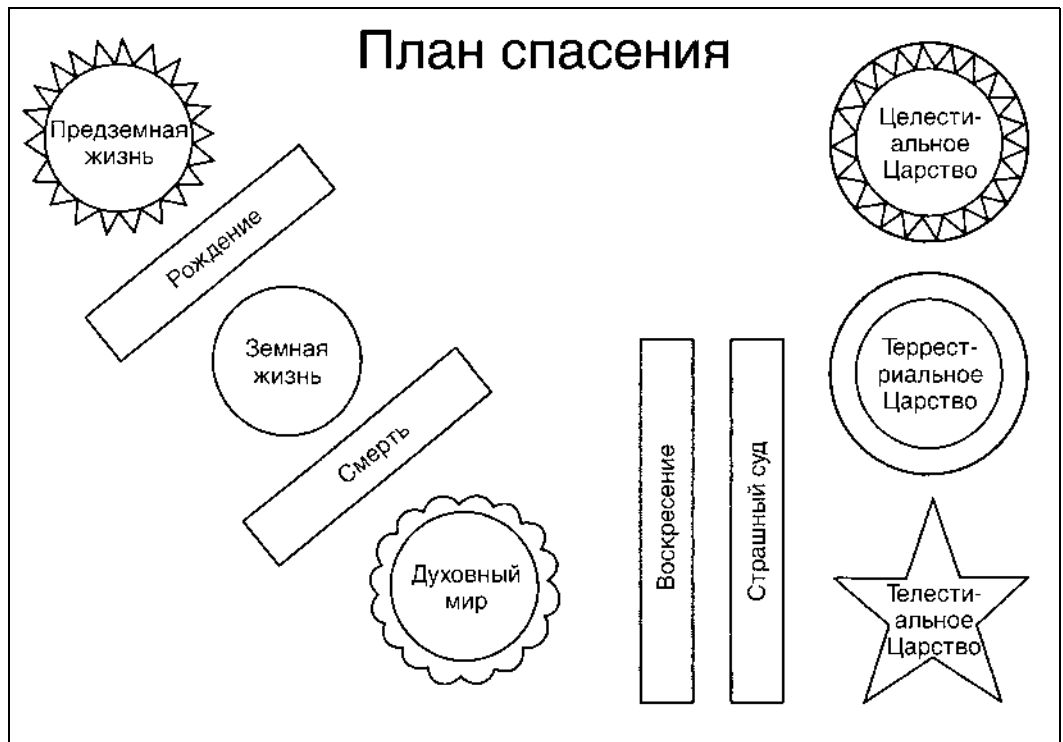 План спасения
Предземная
жизнь
Рождение
Земная
жизнь
Смерть
Духовный
мир
Воскресение
Страшный суд
Целести-
альное
Царство
Террест-
риальное
Царство
Телести-
альное
Царство